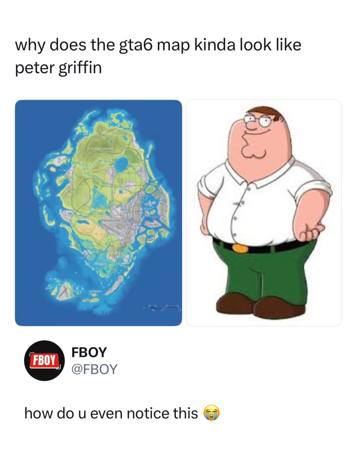 why does the gta6 map kinda look like
peter griffin
FBOY
FBOY
@FBOY
how do u even notice this 😭